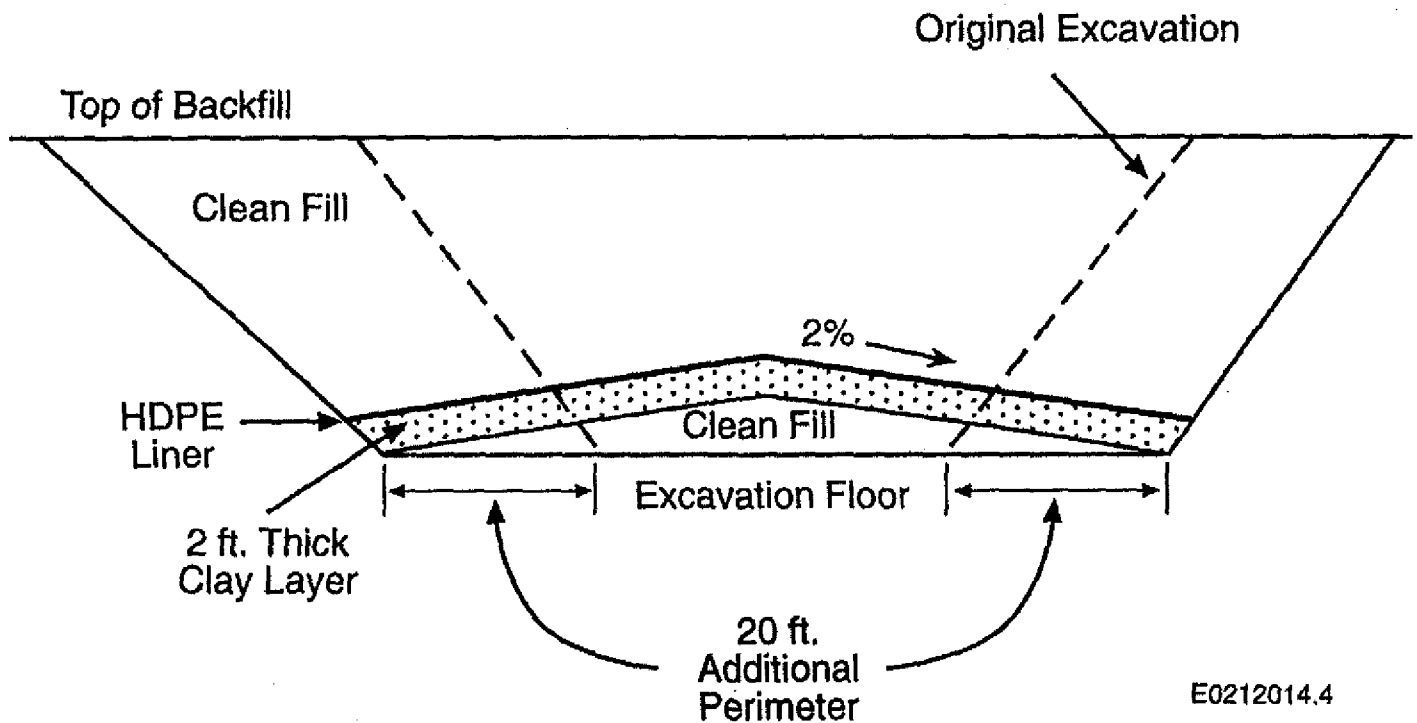 Original Excavation
Top of Backfill
Clean Fill
2%
HDPE
Liner
Clean Fill
Excavation Floor
2 ft. Thick
Clay Layer
20 ft.
Additional
Perimeter
E0212014.4